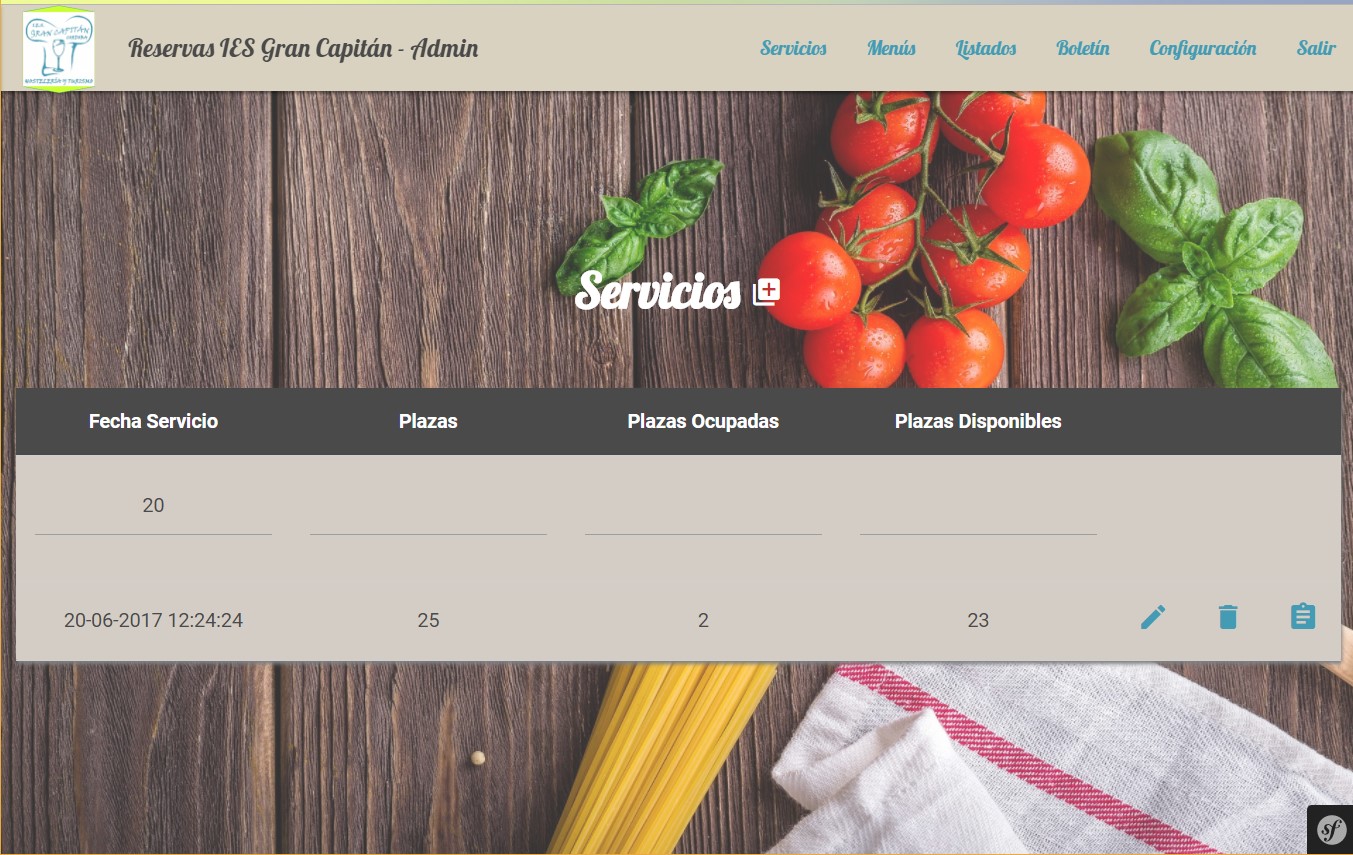 I.E.S.
GRAN CAPITÁN
HOSTELERÍA Y TURISMO
Reservas IES Gran Capitán - Admin
Servicios Menús Listados Boletín Configuración Salir
Servicios
Fecha Servicio Plazas Plazas Ocupadas Plazas Disponibles
20
20-06-2017 12:24:24 25 2 23
sf